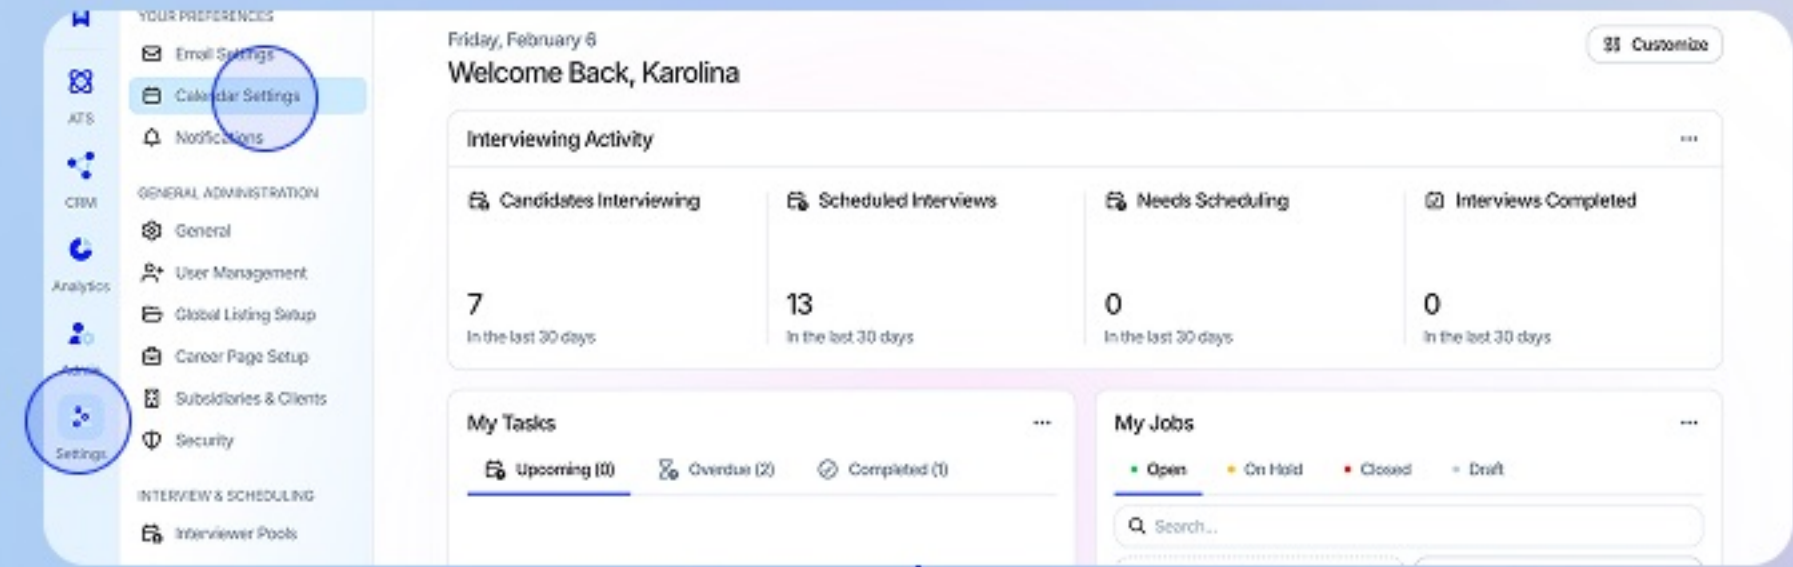 YOUR PREFERENCES
Email Settings
Calendar Settings
Notifications
GENERAL ADMINISTRATION
General
User Management
Global Listing Setup
Career Page Setup
Subsidiaries & Clients
Security
INTERVIEW & SCHEDULING
Interviewer Pools
ATS
CRM
Analytics
Admin
Settings
Friday, February 6
Welcome Back, Karolina
Customize
Interviewing Activity
Candidates Interviewing
7
In the last 30 days
Scheduled Interviews
13
In the last 30 days
Needs Scheduling
0
In the last 30 days
Interviews Completed
0
In the last 30 days
My Tasks
Upcoming (0) Overdue (2) Completed (1)
My Jobs
Open On Hold Closed Draft
Search...